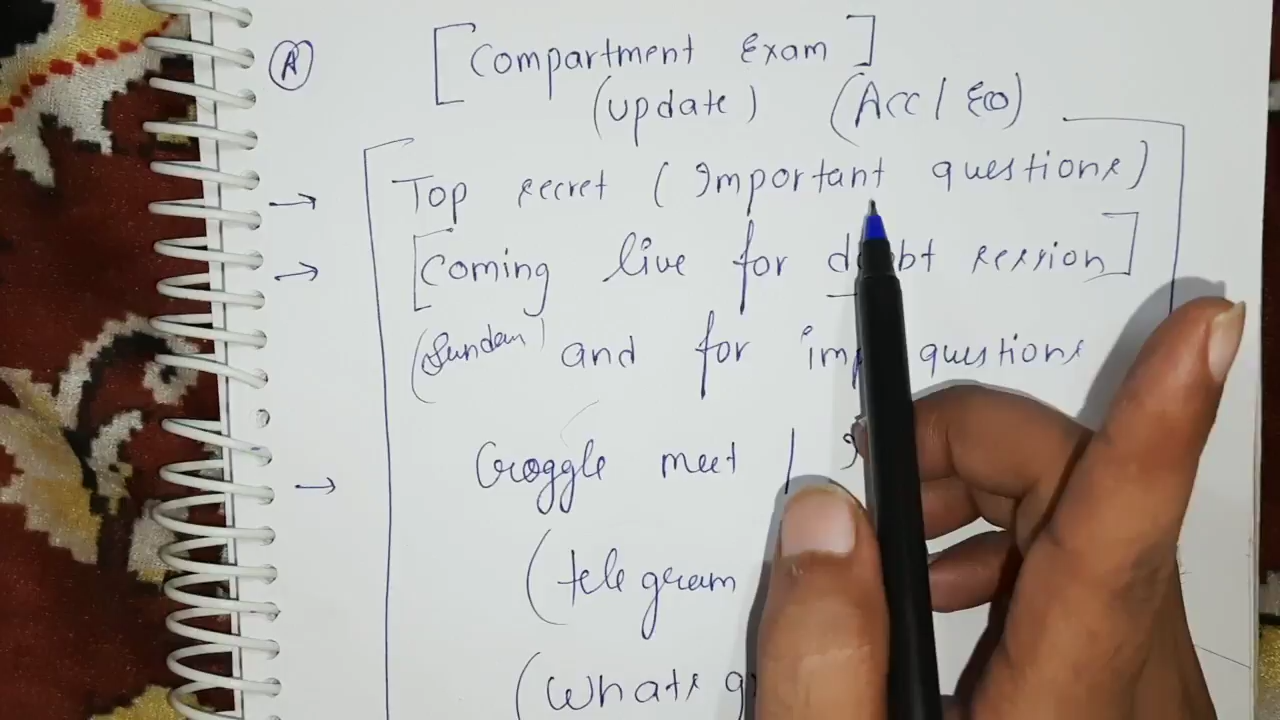 A [Compartment Exam]
(update) (Acc/ Eco)
→ Top secret (Important questions)
→ [Coming live for doubt session]
(Sunday) and for imp questions
→ Goggle meet /
(telegram
(Whats